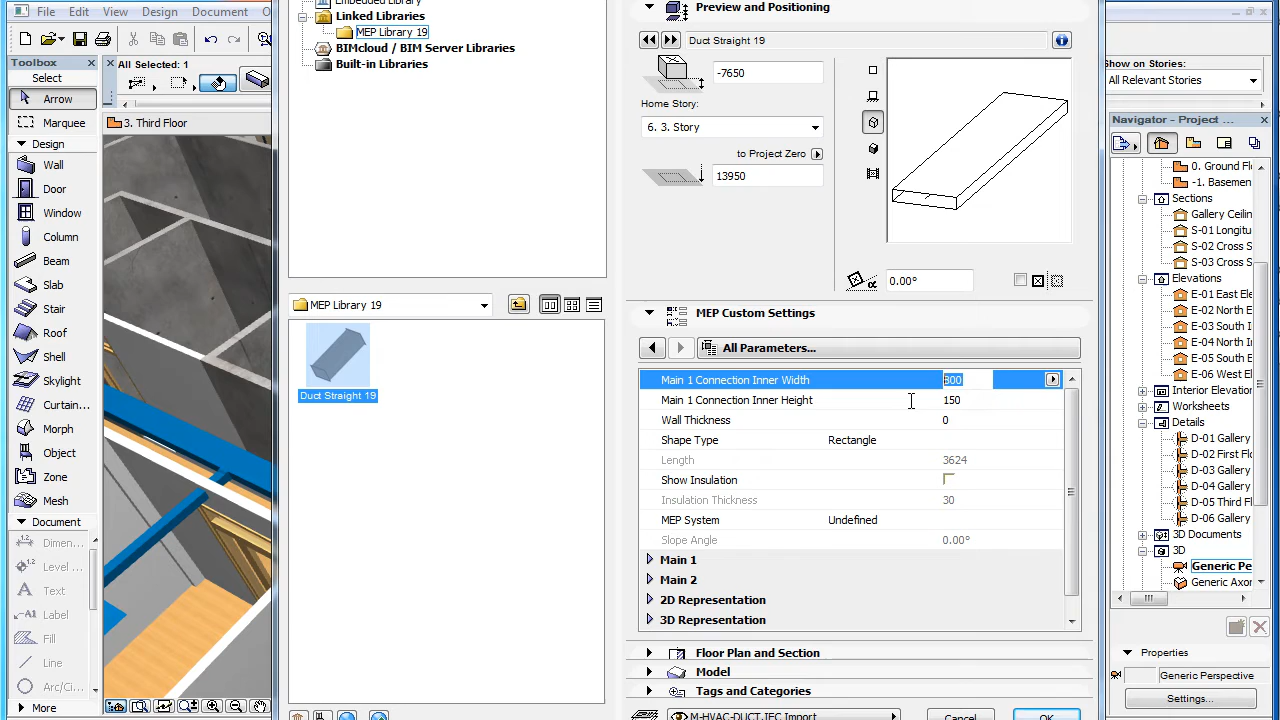 File Edit View Design Document
Toolbox
Select
Arrow
Marquee
Design
Wall
Door
Window
Column
Beam
Slab
Stair
Roof
Shell
Skylight
Curtain...
Morph
Object
Zone
Mesh
Document
Dimen...
Level ...
Text
Label
Fill
Line
Arc/Ci...
More
All Selected: 1
3. Third Floor
Embedded Library
Linked Libraries
MEP Library 19
BIMcloud / BIM Server Libraries
Built-in Libraries
MEP Library 19
Duct Straight 19
Preview and Positioning
Duct Straight 19
-7650
Home Story:
6. 3. Story
to Project Zero
13950
0.00°
MEP Custom Settings
All Parameters...
Main 1 Connection Inner Width 300
Main 1 Connection Inner Height 150
Wall Thickness 0
Shape Type Rectangle
Length 3624
Show Insulation
Insulation Thickness 30
MEP System Undefined
Slope Angle 0.00°
Main 1
Main 2
2D Representation
3D Representation
Floor Plan and Section
Model
Tags and Categories
M-HVAC-DUCT.IFC Import
Cancel OK
Show on Stories:
All Relevant Stories
Navigator - Project ...
0. Ground Fl
-1. Basemen
Sections
Gallery Ceilin
S-01 Longitu
S-02 Cross S
S-03 Cross S
Elevations
E-01 East Ele
E-02 North E
E-03 South I
E-04 North I
E-05 South E
E-06 West El
Interior Elevation
Worksheets
Details
D-01 Gallery
D-02 First Fl
D-03 Gallery
D-04 Gallery
D-05 Third Fl
D-06 Gallery
3D Documents
3D
Generic Pe
Generic Axon
Properties
Generic Perspective
Settings...